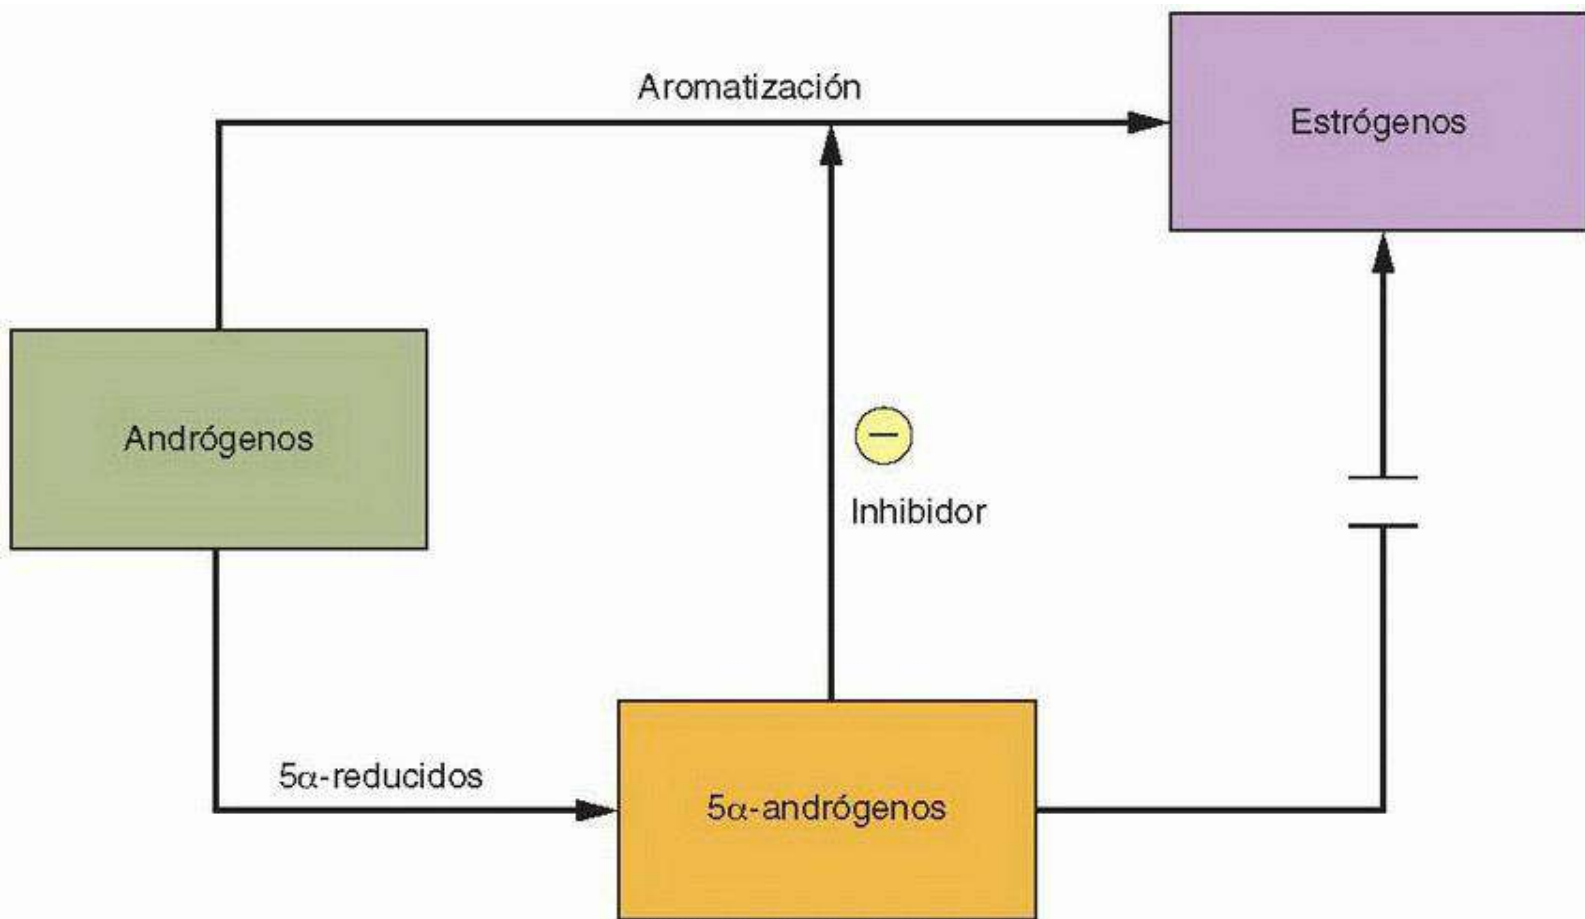 Aromatización
Estrógenos
Andrógenos
−
Inhibidor
5α-reducidos
5α-andrógenos